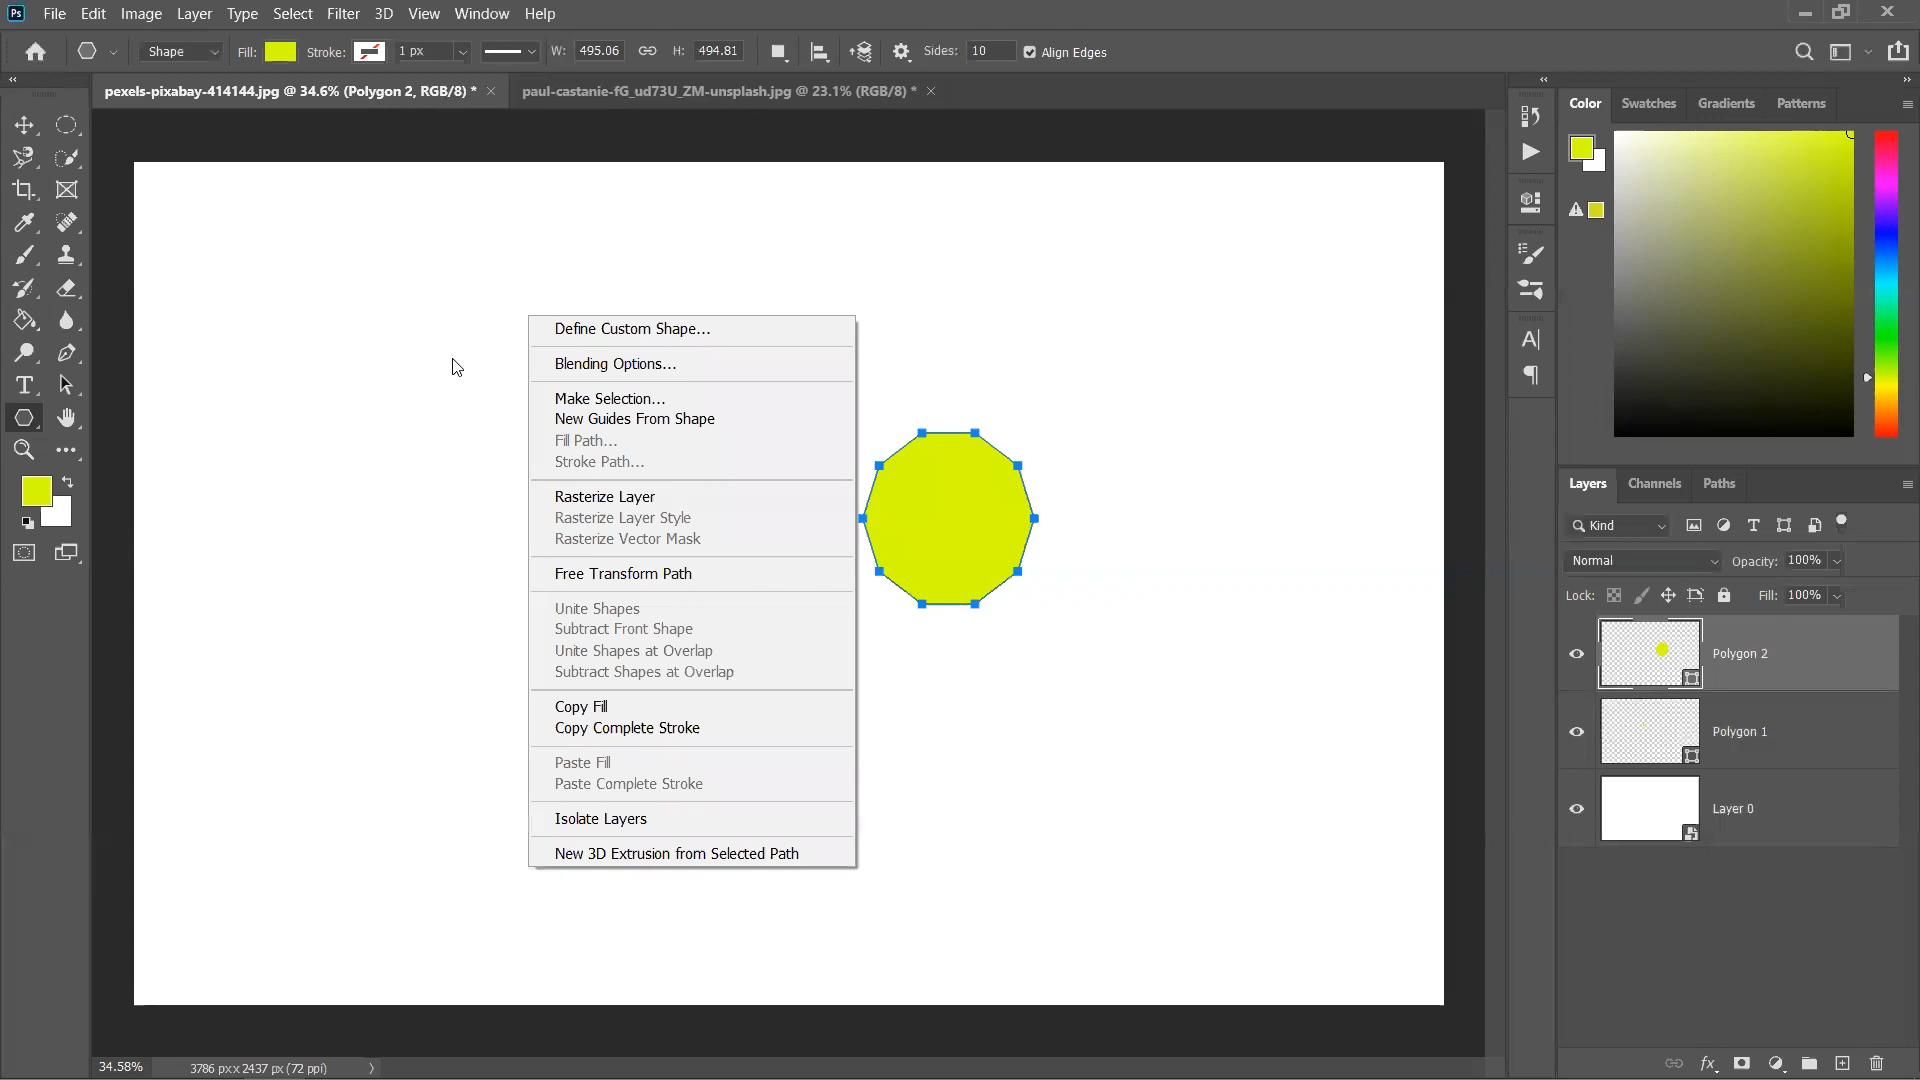 Ps File Edit Image Layer Type Select Filter 3D View Window Help
Shape Fill: Stroke: 1 px W: 495.06 H: 494.81 Sides: 10 Align Edges
pexels-pixabay-414144.jpg @ 34.6% (Polygon 2, RGB/8) * paul-castanie-fG_ud73U_ZM-unsplash.jpg @ 23.1% (RGB/8) *
Color Swatches Gradients Patterns
Define Custom Shape...
Blending Options...
Make Selection...
New Guides From Shape
Fill Path...
Stroke Path...
Rasterize Layer
Rasterize Layer Style
Rasterize Vector Mask
Free Transform Path
Unite Shapes
Subtract Front Shape
Unite Shapes at Overlap
Subtract Shapes at Overlap
Copy Fill
Copy Complete Stroke
Paste Fill
Paste Complete Stroke
Isolate Layers
New 3D Extrusion from Selected Path
Layers Channels Paths
Kind
Normal Opacity: 100%
Lock: Fill: 100%
Polygon 2
Polygon 1
Layer 0
34.58% 3786 px x 2437 px (72 ppi)